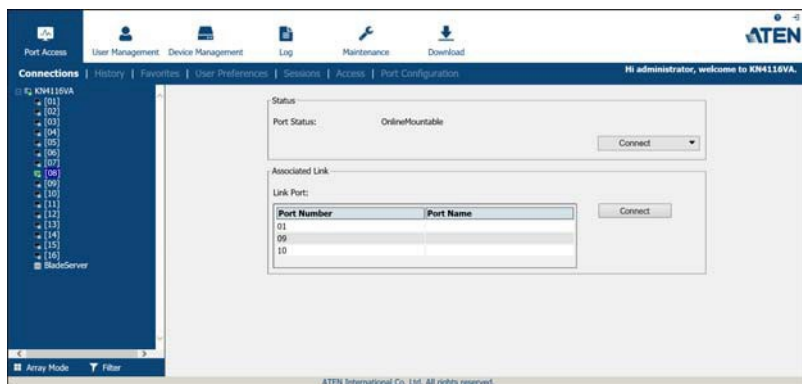 ATEN
Port Access
User Management
Device Management
Log
Maintenance
Download
Connections | History | Favorites | User Preferences | Sessions | Access | Port Configuration
Hi administrator, welcome to KN4116VA.
KN4116VA
[01]
[02]
[03]
[04]
[05]
[06]
[07]
[08]
[09]
[10]
[11]
[12]
[13]
[14]
[15]
[16]
BladeServer
Status
Port Status: OnlineMountable
Connect
Associated Link
Link Port:
Port Number Port Name
Connect
01
09
10
Array Mode Filter
ATEN International Co. Ltd. All rights reserved.